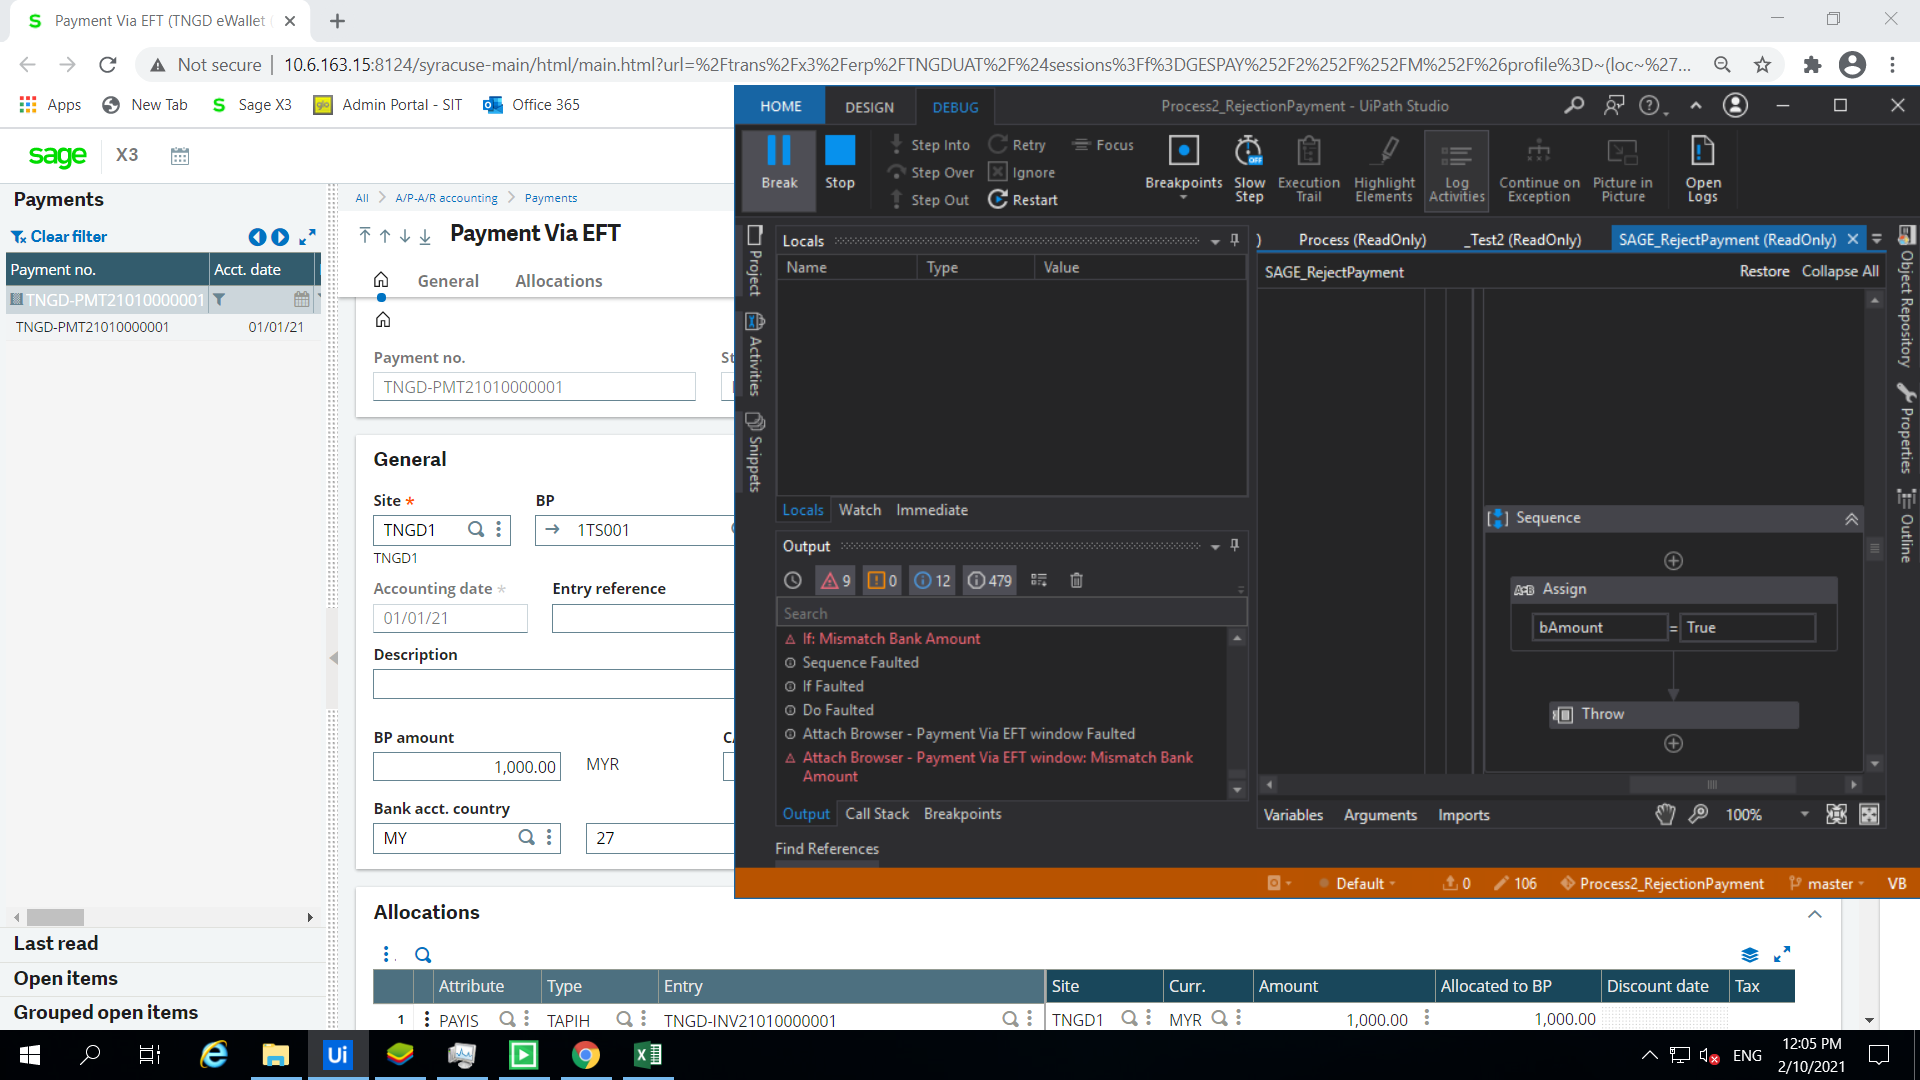 Payment Via EFT (TNGD eWallet
Not secure
10.6.163.15:8124/syracuse-main/html/main.html?url=%2Ftrans%2Fx3%2Ferp%2FTNGDUAT%2F%24sessions%3Ff%3DGESPAY%252F2%252F%252FM%252F%26profile%3D~(loc~%27...
Apps
New Tab
Sage X3
Admin Portal - SIT
Office 365
sage
X3
Payments
Clear filter
Payment no.
Acct. date
TNGD-PMT21010000001
TNGD-PMT21010000001
01/01/21
Last read
Open items
Grouped open items
All
A/P-A/R accounting
Payments
Payment Via EFT
General
Allocations
Payment no.
St
TNGD-PMT21010000001
General
Site *
BP
TNGD1
1TS001
TNGD1
Accounting date *
Entry reference
01/01/21
Description
BP amount
1,000.00
MYR
Bank acct. country
MY
27
Allocations
Attribute
Type
Entry
Site
Curr.
Amount
Allocated to BP
Discount date
Tax
1
PAYIS
TAPIH
TNGD-INV21010000001
TNGD1
MYR
1,000.00
1,000.00
HOME
DESIGN
DEBUG
Process2_RejectionPayment - UiPath Studio
Break
Stop
Step Into
Step Over
Step Out
Retry
Ignore
Restart
Focus
Breakpoints
Slow Step
Execution Trail
Highlight Elements
Log Activities
Continue on Exception
Picture in Picture
Open Logs
Project
Activities
Snippets
Locals
Name
Type
Value
Locals
Watch
Immediate
Output
9
0
12
479
Search
If: Mismatch Bank Amount
Sequence Faulted
If Faulted
Do Faulted
Attach Browser - Payment Via EFT window Faulted
Attach Browser - Payment Via EFT window: Mismatch Bank
Amount
Output
Call Stack
Breakpoints
Find References
)
Process (ReadOnly)
_Test2 (ReadOnly)
SAGE_RejectPayment (ReadOnly)
SAGE_RejectPayment
Restore
Collapse All
Sequence
Assign
bAmount
=
True
Throw
Variables
Arguments
Imports
100%
Object Repository
Properties
Outline
Default
0
106
Process2_RejectionPayment
master
VB
Ui
ENG
12:05 PM
2/10/2021